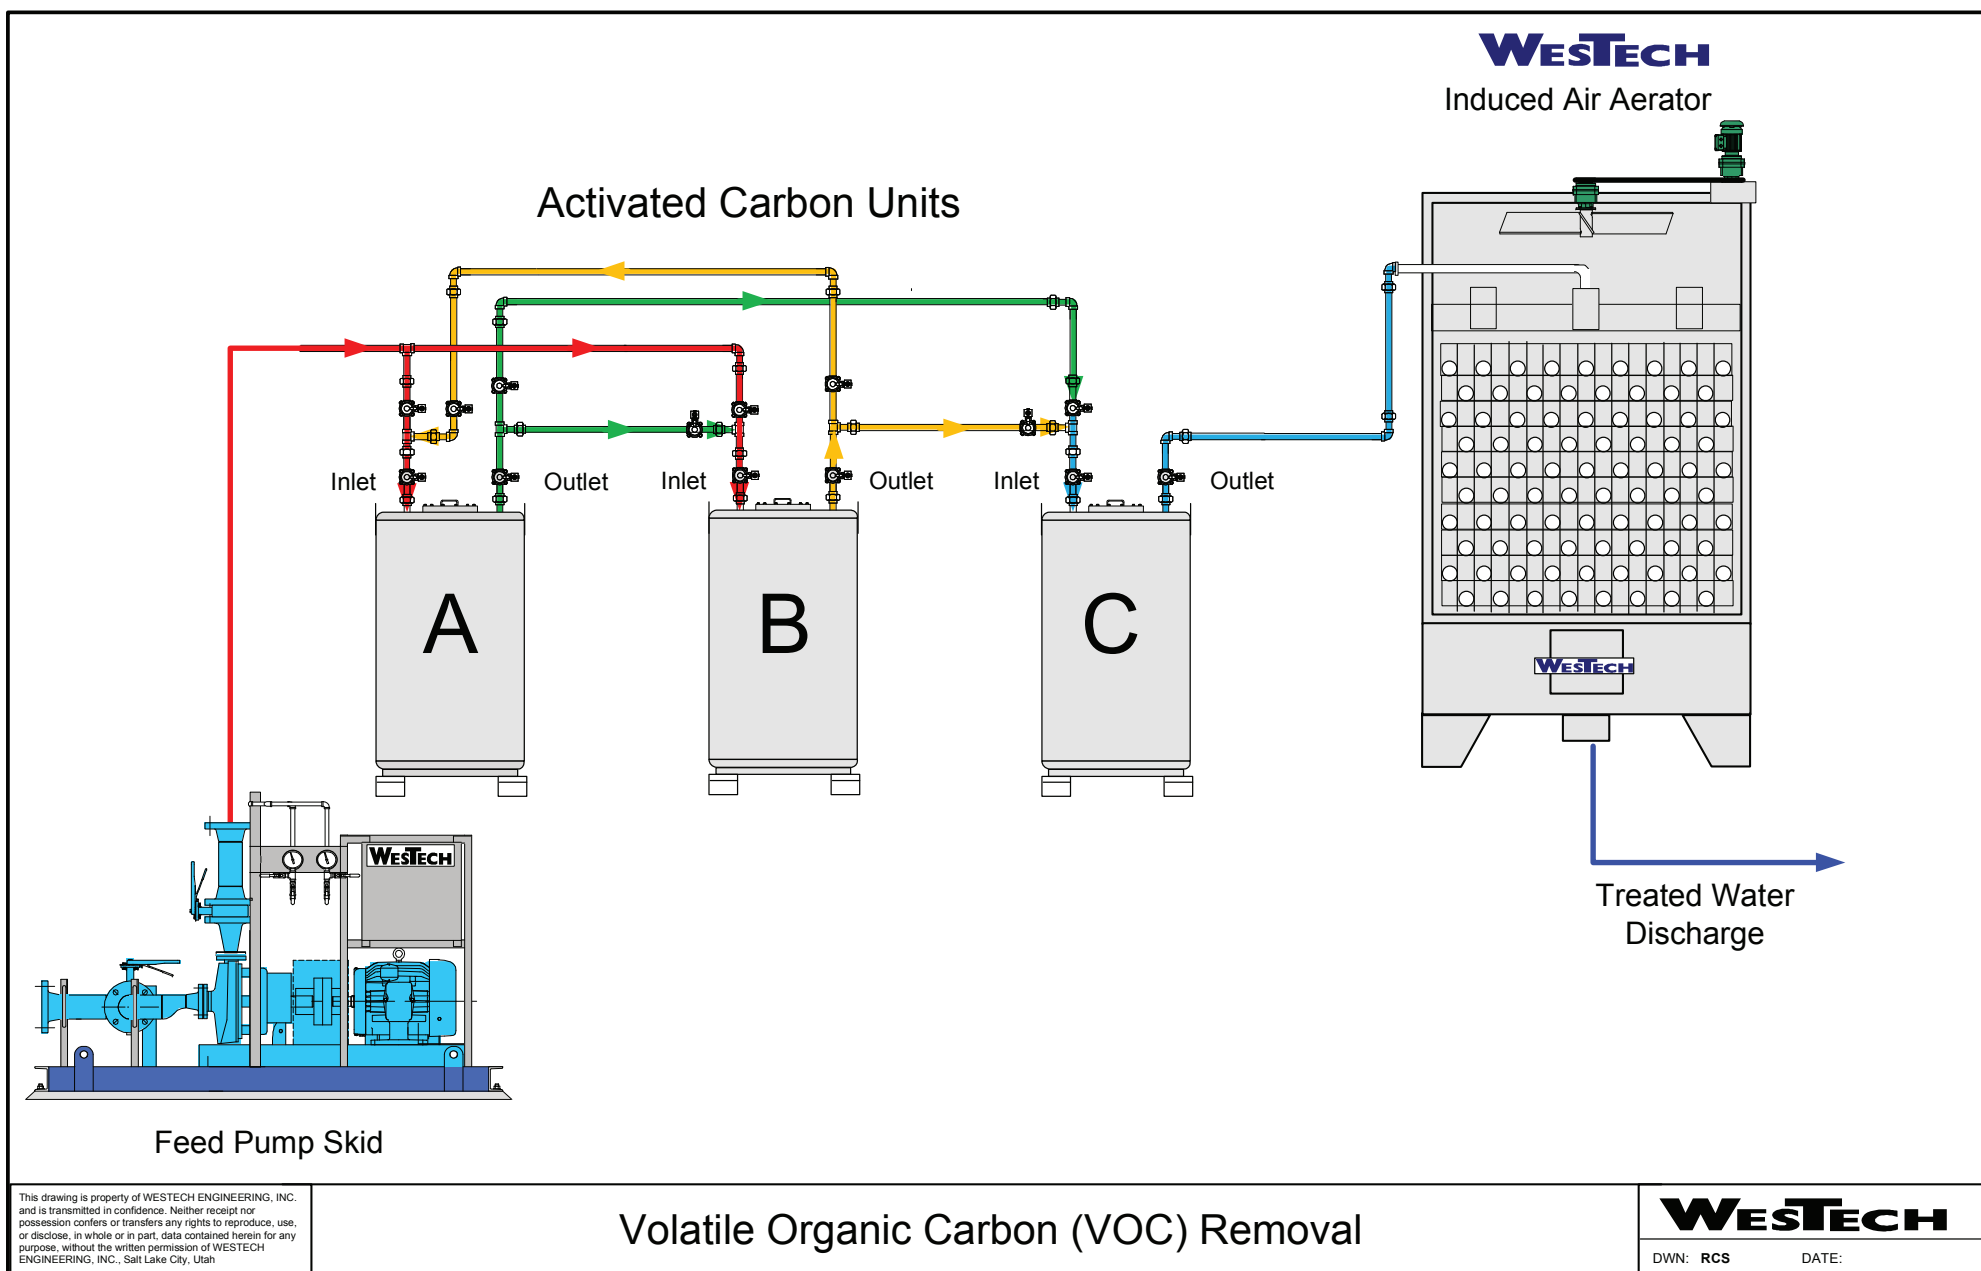 WESTECH
Induced Air Aerator
Activated Carbon Units
Inlet
Outlet
Inlet
Outlet
Inlet
Outlet
A
B
C
WESTECH
WESTECH
Treated Water
Discharge
Feed Pump Skid
This drawing is property of WESTECH ENGINEERING, INC.
and is transmitted in confidence. Neither receipt nor
possession confers or transfers any rights to reproduce, use,
or disclose, in whole or in part, data contained herein for any
purpose, without the written permission of WESTECH
ENGINEERING, INC., Salt Lake City, Utah
Volatile Organic Carbon (VOC) Removal
WESTECH
DWN: RCS DATE: